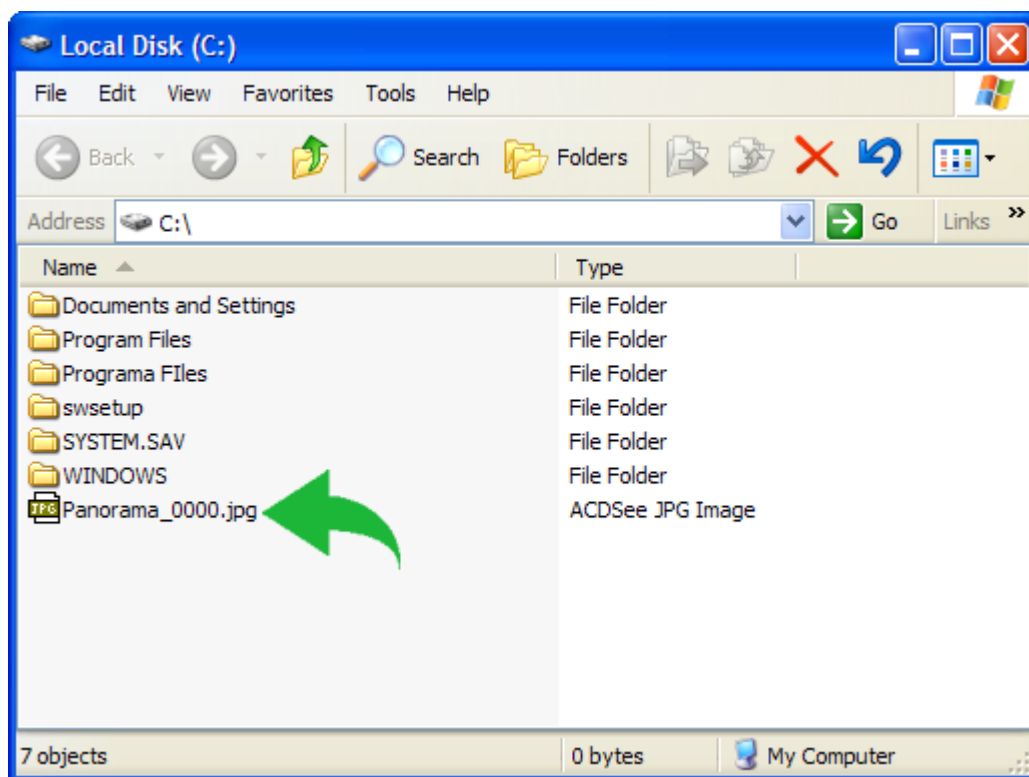 Local Disk (C:)
File Edit View Favorites Tools Help
Back Search Folders
Address C:\ Go Links »
Name Type
Documents and Settings File Folder
Program Files File Folder
Programa FIles File Folder
swsetup File Folder
SYSTEM.SAV File Folder
WINDOWS File Folder
JPG Panorama_0000.jpg ACDSee JPG Image
7 objects 0 bytes My Computer